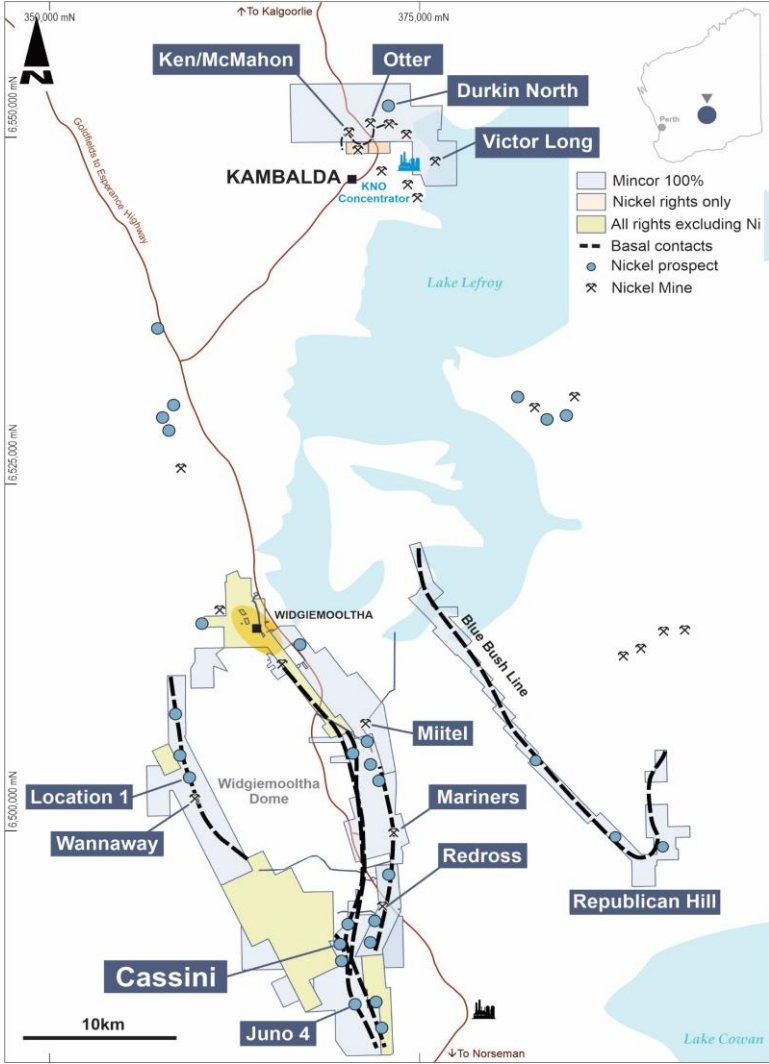 350,000 mN
375,000 mN
↑To Kalgoorlie
N
6,550,000 mN
6,525,000 mN
6,500,000 mN
Ken/McMahon
Otter
Durkin North
Victor Long
KAMBALDA
KNO
Concentrator
Perth
Mincor 100%
Nickel rights only
All rights excluding Ni
Basal contacts
Nickel prospect
Nickel Mine
Goldfields to Esperance Highway
Lake Lefroy
WIDGIEMOOLTHA
Blue Bush Line
Miitel
Location 1
Widgiemooltha
Dome
Wannaway
Mariners
Redross
Republican Hill
Cassini
Juno 4
10km
↓To Norseman
Lake Cowan